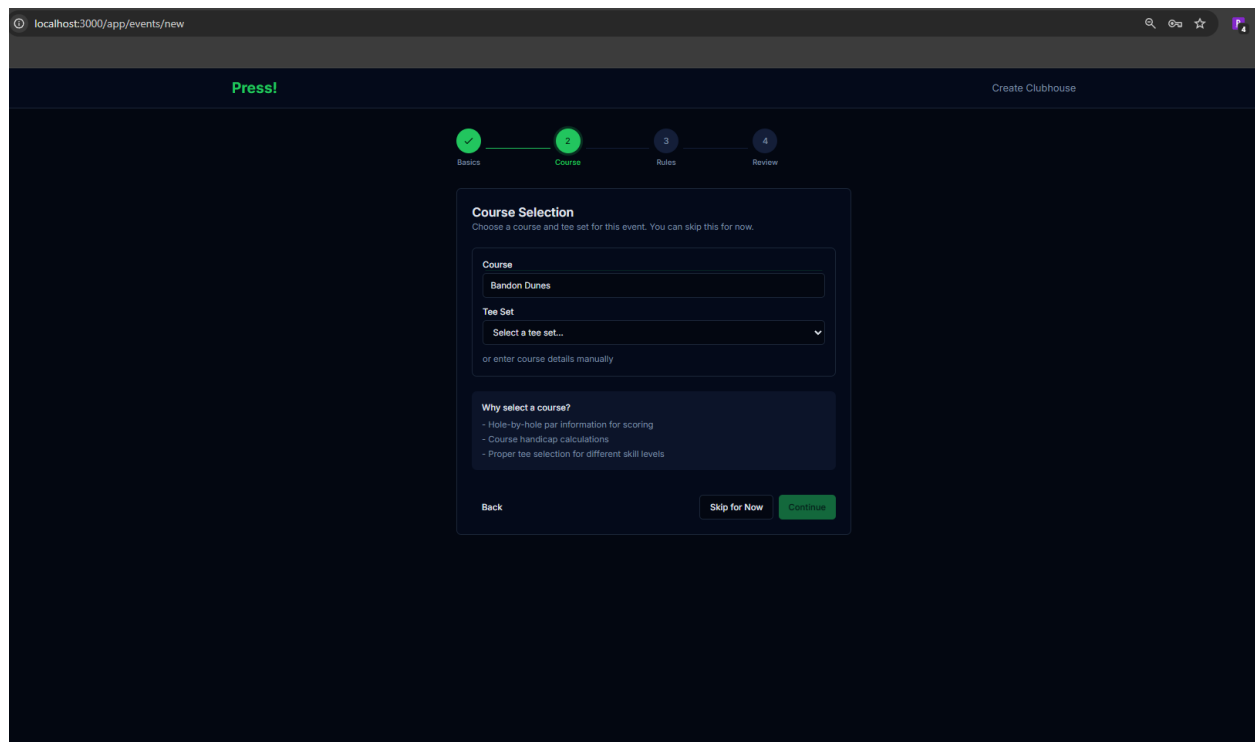 localhost:3000/app/events/new
P
4
Press!
Create Clubhouse
2
3
4
Basics
Course
Rules
Review
Course Selection
Choose a course and tee set for this event. You can skip this for now.
Course
Bandon Dunes
Tee Set
Select a tee set...
or enter course details manually
Why select a course?
- Hole-by-hole par information for scoring
- Course handicap calculations
- Proper tee selection for different skill levels
Back
Skip for Now
Continue